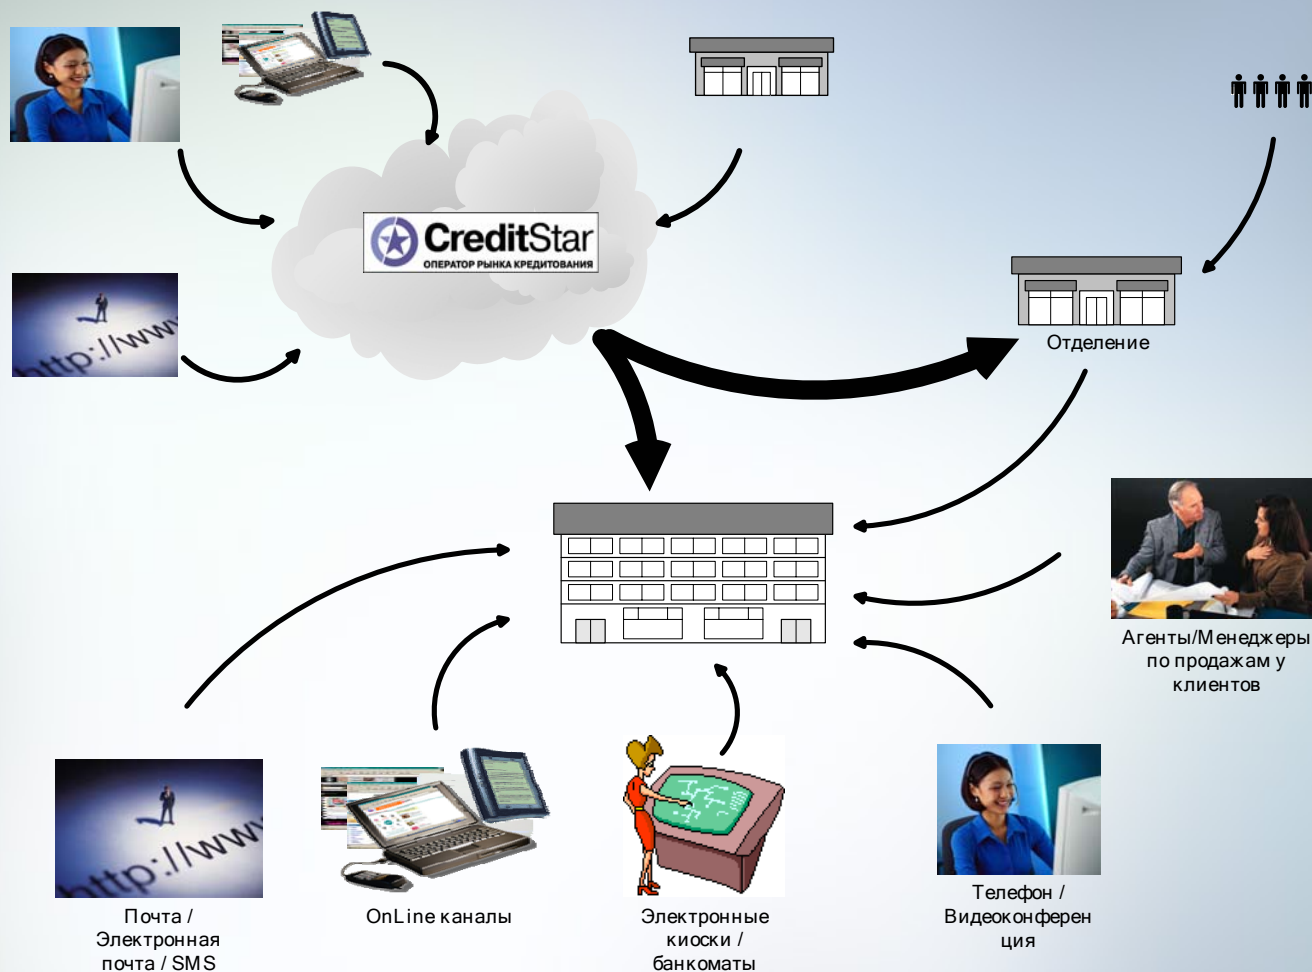 CreditStar
ОПЕРАТОР РЫНКА КРЕДИТОВАНИЯ
http://www
Отделение
Агенты/Менеджеры
по продажам у
клиентов
http://www
Почта /
Электронная
почта / SMS
OnLine каналы
Электронные
киоски /
банкоматы
Телефон /
Видеоконферен
ция